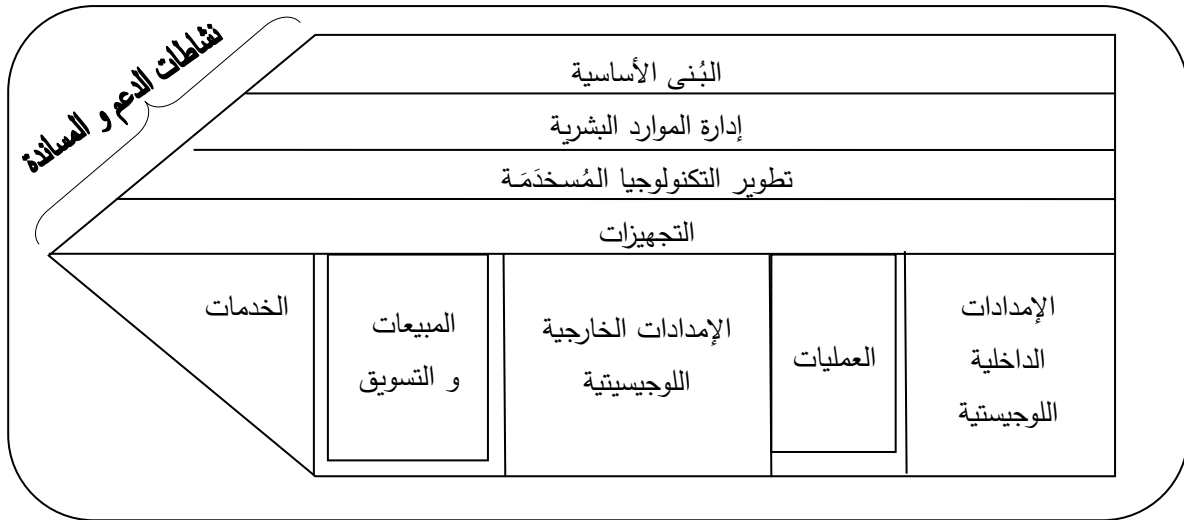 نشاطات الدعم و المساندة
البُنى الأساسية
إدارة الموارد البشرية
تطوير التكنولوجيا المُسخدَمَـة
التجهيزات
الإمدادات
الداخلية
اللوجيستية
العمليات
الإمدادات الخارجية
اللوجيسيتية
المبيعات
و التسويق
الخدمات